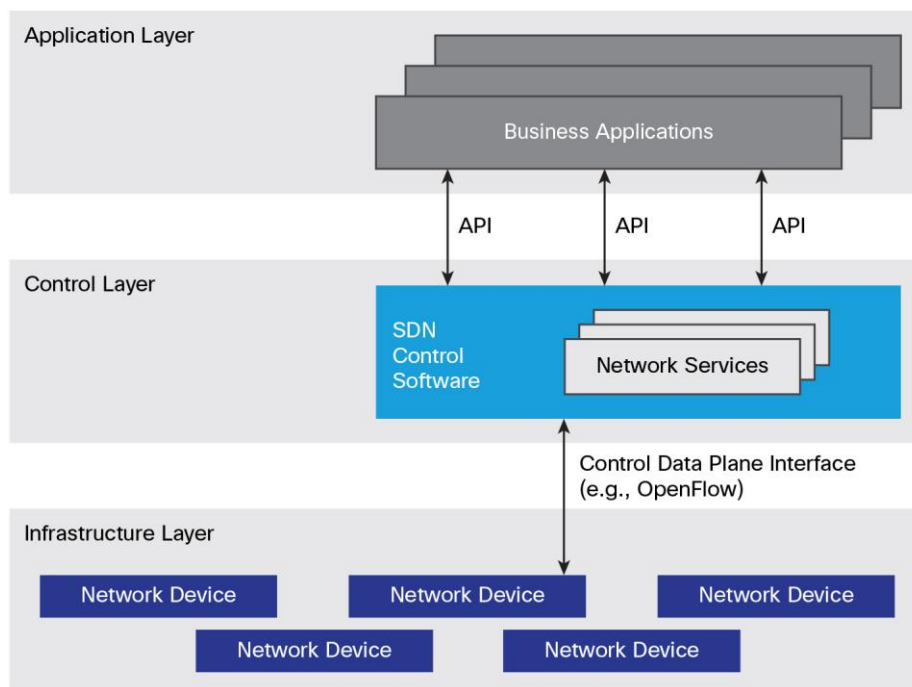 Application Layer
Business Applications
API
API
API
Control Layer
SDN
Control
Software
Network Services
Control Data Plane Interface
(e.g., OpenFlow)
Infrastructure Layer
Network Device
Network Device
Network Device
Network Device
Network Device